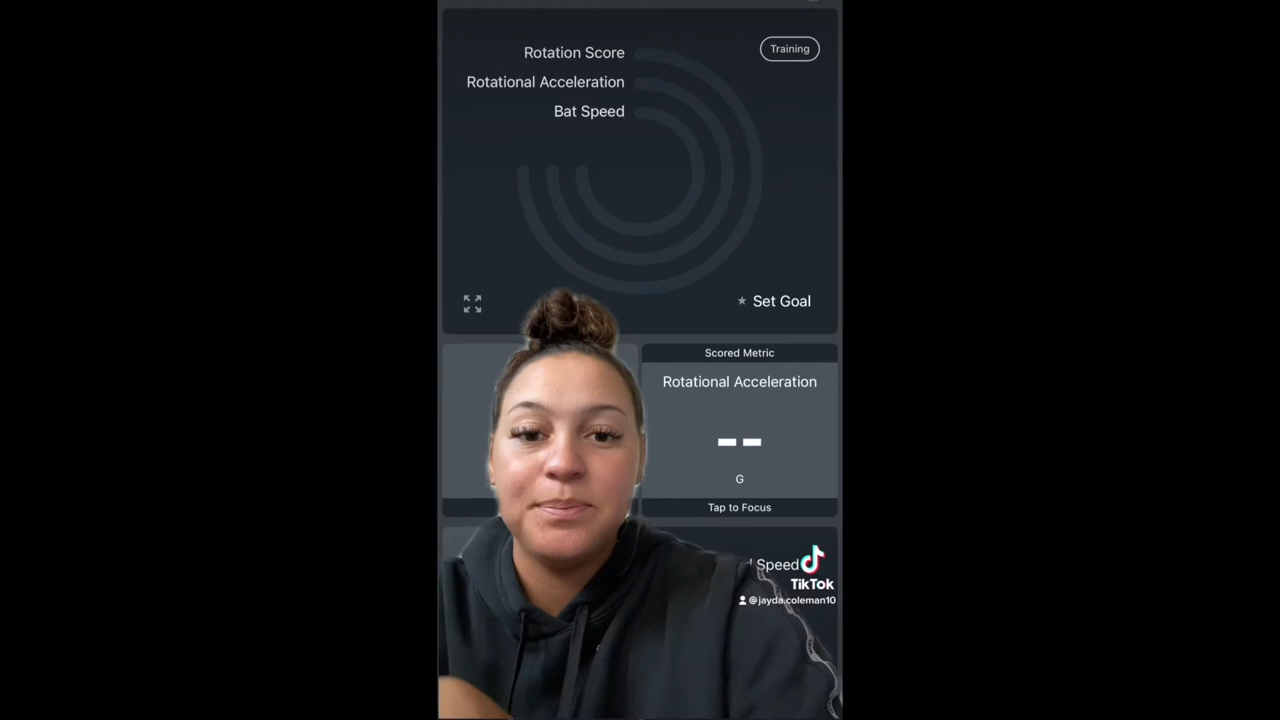 Rotation Score
Training
Rotational Acceleration
Bat Speed
Set Goal
Scored Metric
Rotational Acceleration
--
G
Tap to Focus
Speed
TikTok
@jayda.coleman10